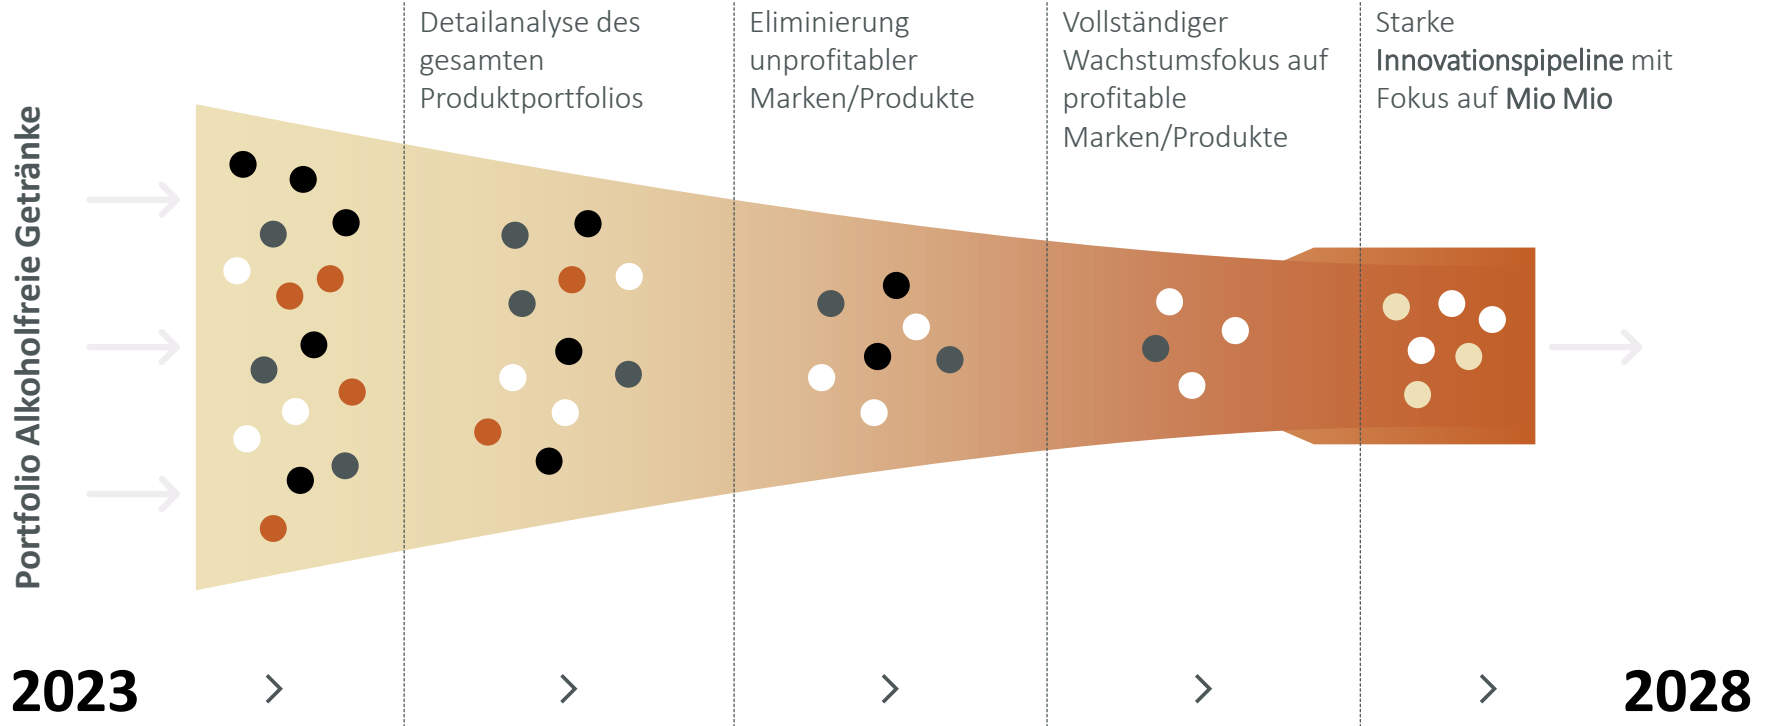 Detailanalyse des
gesamten
Produktportfolios
Eliminierung
unprofitabler
Marken/Produkte
Vollständiger
Wachstumsfokus auf
profitable
Marken/Produkte
Starke
Innovationspipeline mit
Fokus auf Mio Mio
Portfolio Alkoholfreie Getränke
2023
2028